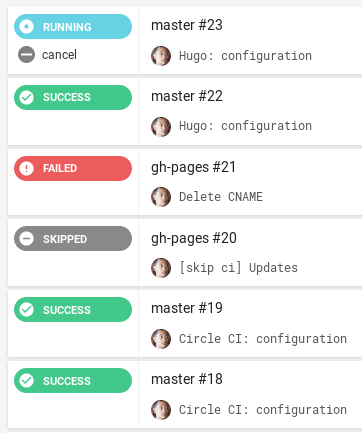 RUNNING
master #23
cancel
Hugo: configuration
SUCCESS
master #22
Hugo: configuration
FAILED
gh-pages #21
Delete CNAME
SKIPPED
gh-pages #20
[skip ci] Updates
SUCCESS
master #19
Circle CI: configuration
SUCCESS
master #18
Circle CI: configuration